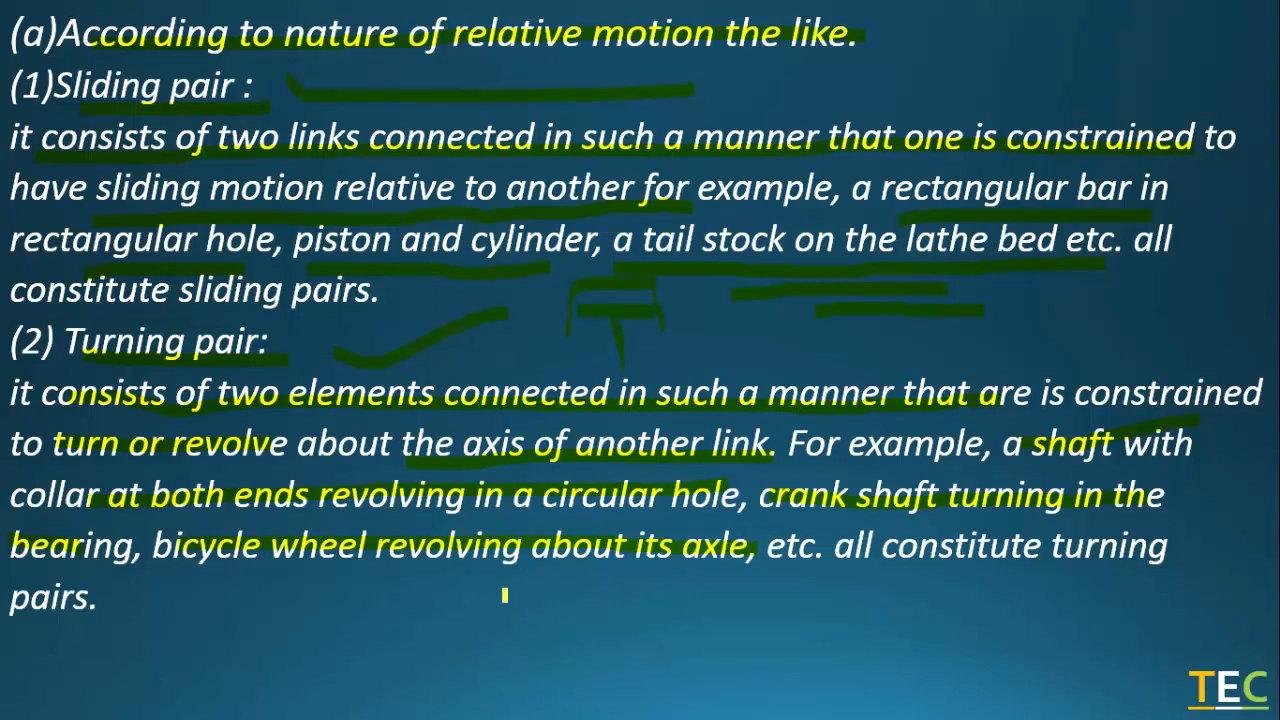 (a)According to nature of relative motion the like.
(1)Sliding pair :
it consists of two links connected in such a manner that one is constrained to
have sliding motion relative to another for example, a rectangular bar in
rectangular hole, piston and cylinder, a tail stock on the lathe bed etc. all
constitute sliding pairs.
(2) Turning pair:
it consists of two elements connected in such a manner that are is constrained
to turn or revolve about the axis of another link. For example, a shaft with
collar at both ends revolving in a circular hole, crank shaft turning in the
bearing, bicycle wheel revolving about its axle, etc. all constitute turning
pairs.
TEC